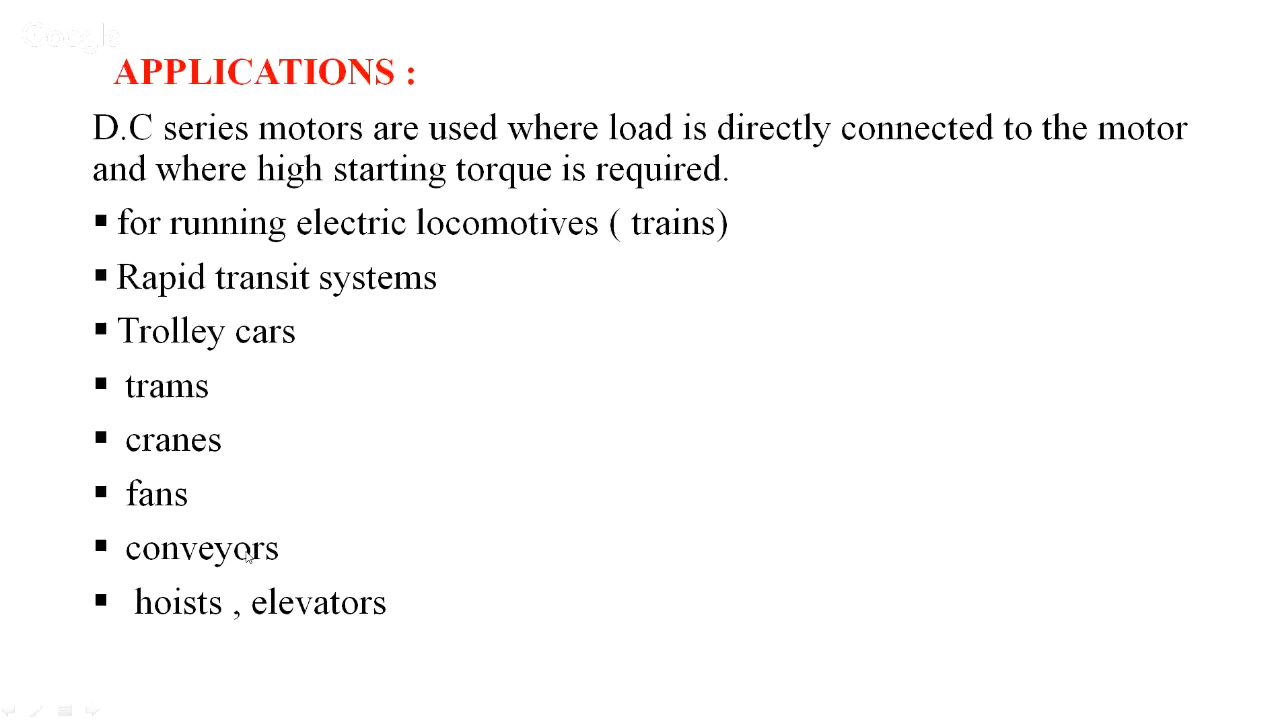 Google
APPLICATIONS :
D.C series motors are used where load is directly connected to the motor
and where high starting torque is required.
▪ for running electric locomotives ( trains)
▪ Rapid transit systems
▪ Trolley cars
▪ trams
▪ cranes
▪ fans
▪ conveyors
▪ hoists , elevators